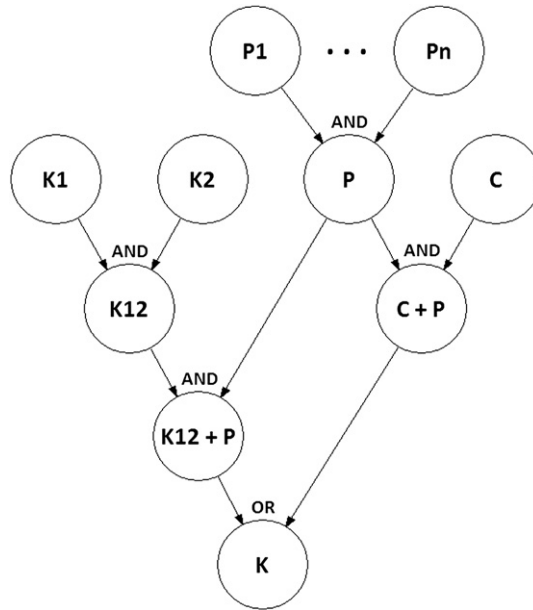 P1 • • • Pn
AND
K1 K2 P C
AND AND
K12 C + P
AND
K12 + P
OR
K